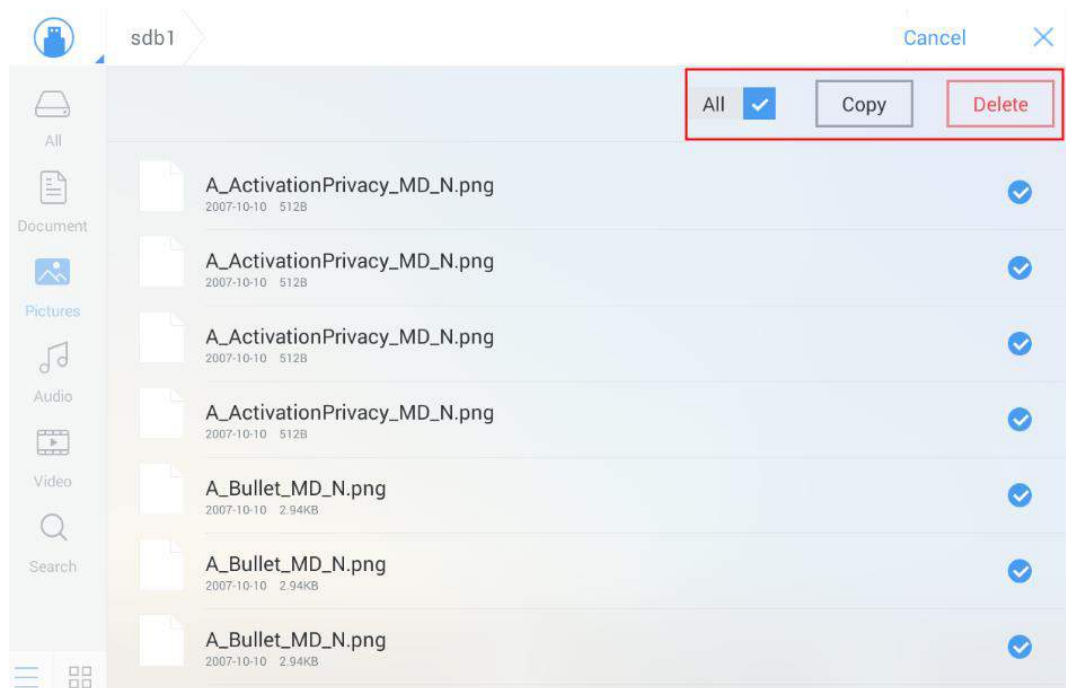 sdb1
Cancel
All
Copy
Delete
All
Document
Pictures
Audio
Video
Search
A_ActivationPrivacy_MD_N.png
2007-10-10 512B
A_ActivationPrivacy_MD_N.png
2007-10-10 512B
A_ActivationPrivacy_MD_N.png
2007-10-10 512B
A_ActivationPrivacy_MD_N.png
2007-10-10 512B
A_Bullet_MD_N.png
2007-10-10 2.94KB
A_Bullet_MD_N.png
2007-10-10 2.94KB
A_Bullet_MD_N.png
2007-10-10 2.94KB